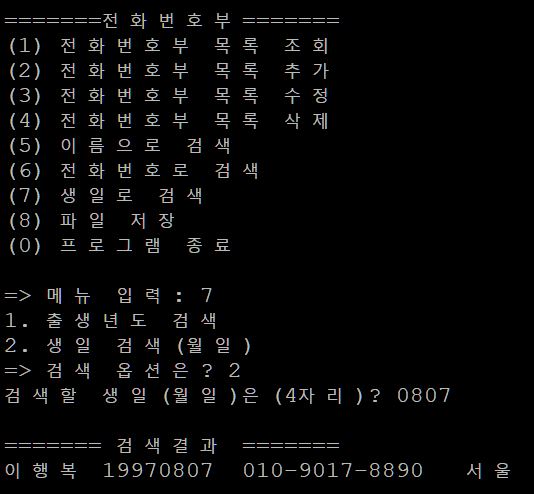 =======전화번호부=======
(1) 전화번호부 목록 조회
(2) 전화번호부 목록 추가
(3) 전화번호부 목록 수정
(4) 전화번호부 목록 삭제
(5) 이름으로 검색
(6) 전화번호로 검색
(7) 생일로 검색
(8) 파일 저장
(0) 프로그램 종료
=> 메뉴 입력 : 7
1. 출생년도 검색
2. 생일 검색(월일)
=> 검색 옵션은? 2
검색할 생일(월일)은 (4자리)? 0807
======= 검색결과 =======
이행복 19970807 010-9017-8890 서울